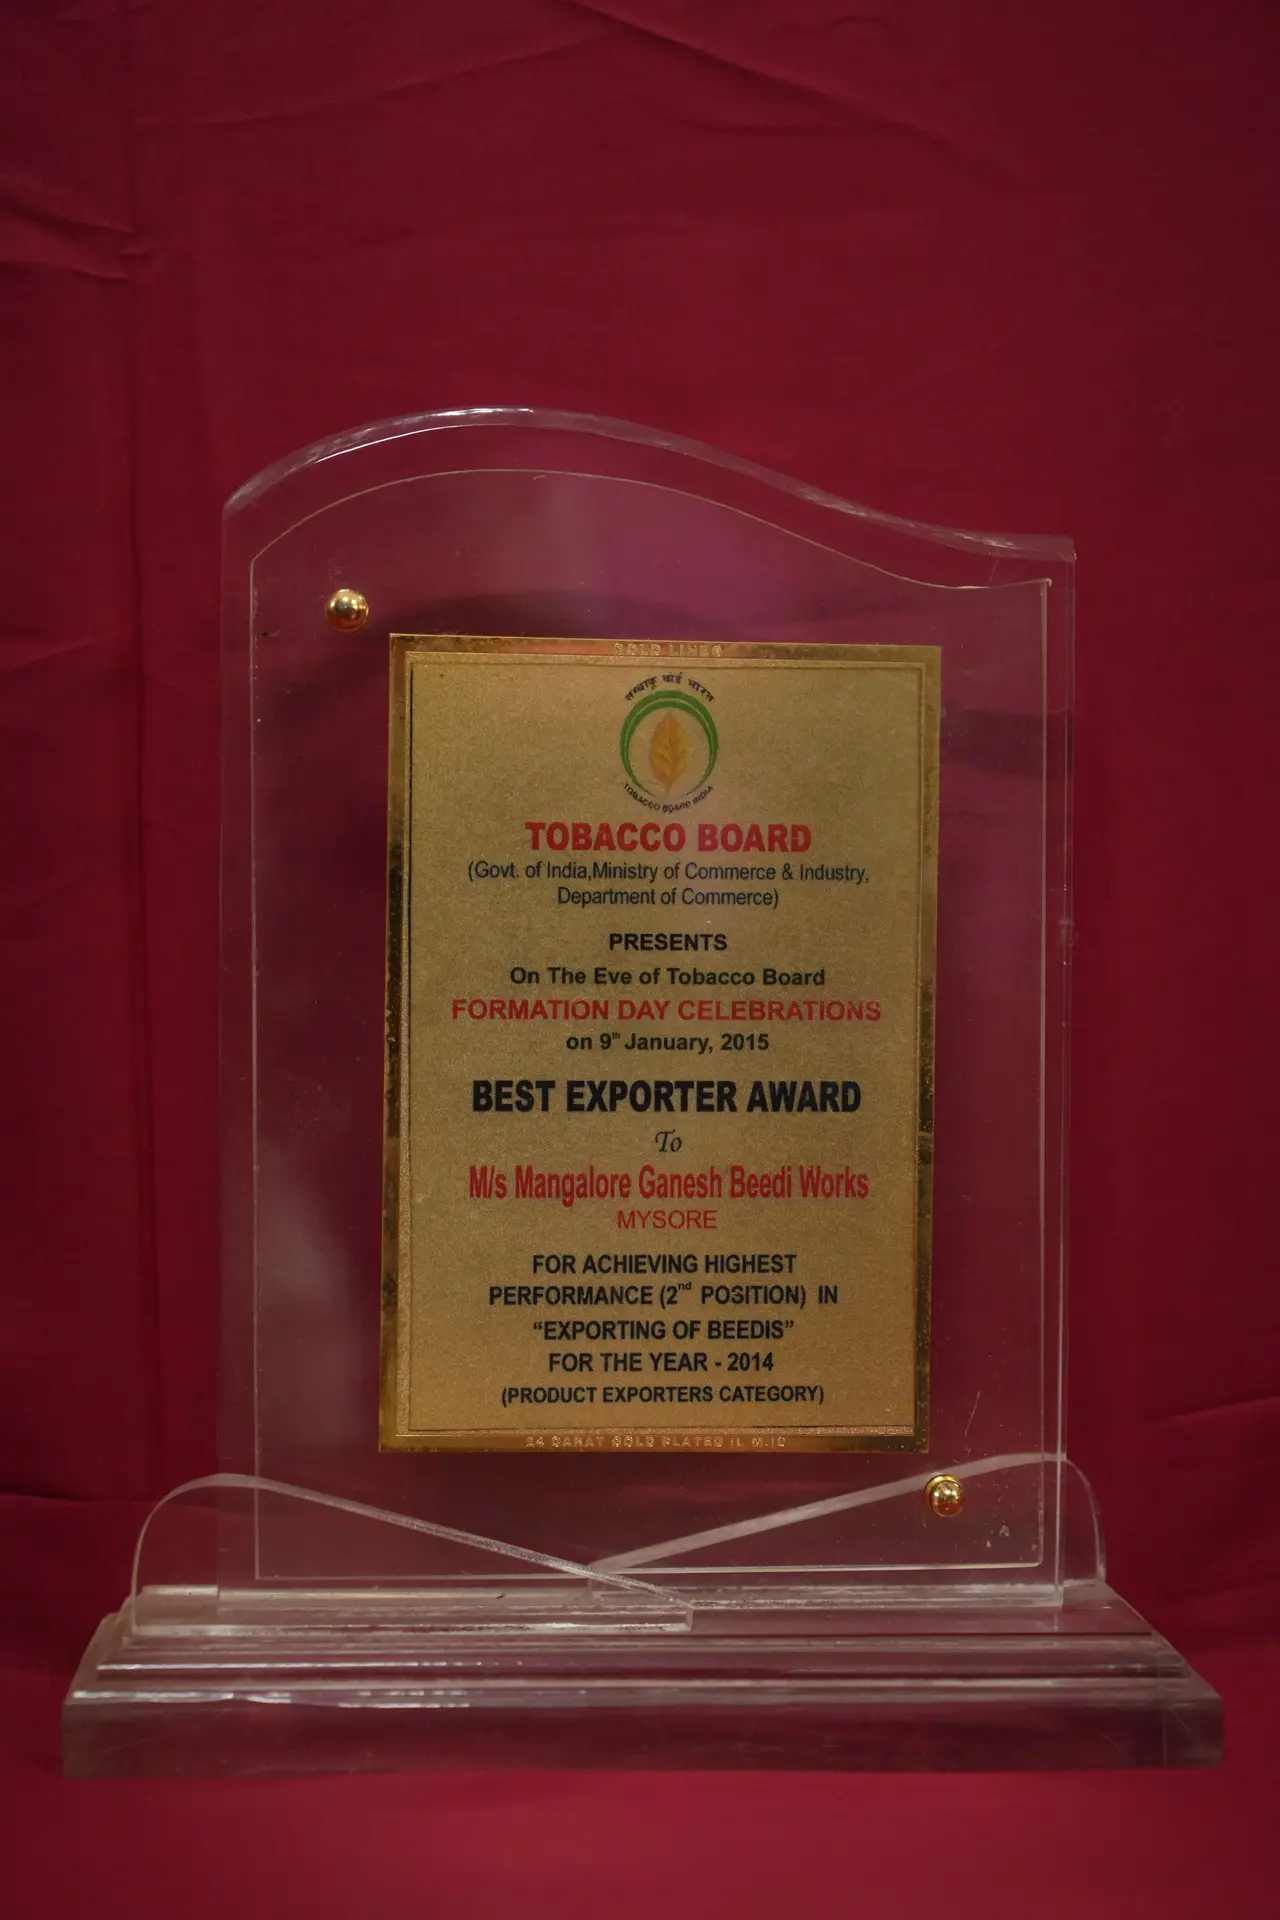 GOLD LINES
तम्बाकू बोर्ड भारत
TOBACCO BOARD INDIA
TOBACCO BOARD
(Govt. of India,Ministry of Commerce & Industry,
Department of Commerce)
PRESENTS
On The Eve of Tobacco Board
FORMATION DAY CELEBRATIONS
on 9th January, 2015
BEST EXPORTER AWARD
To
M/s Mangalore Ganesh Beedi Works
MYSORE
FOR ACHIEVING HIGHEST
PERFORMANCE (2nd POSITION) IN
“EXPORTING OF BEEDIS”
FOR THE YEAR - 2014
(PRODUCT EXPORTERS CATEGORY)
24 CARAT GOLD PLATED